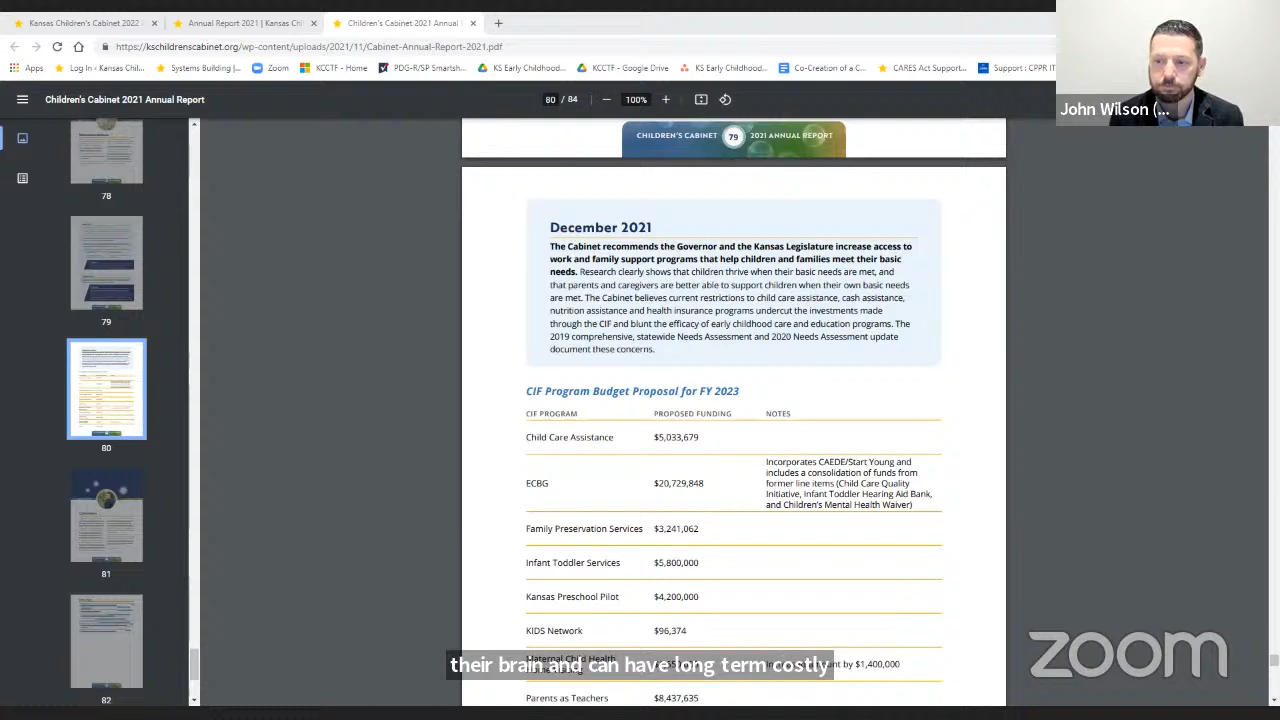 Kansas Children's Cabinet 2022 A
Annual Report 2021 | Kansas Chi
Children's Cabinet 2021 Annual
https://kschildrenscabinet.org/wp-content/uploads/2021/11/Cabinet-Annual-Report-2021.pdf
Apps
Log In ‹ Kansas Chil...
Systems Building |...
Zoom
KCCTF - Home
PDG-R/SP Smartsh...
KS Early Childhood...
KCCTF - Google Drive
KS Early Childhood...
Co-Creation of a C...
CARES Act Support...
Support : CPPR IT
Children's Cabinet 2021 Annual Report
80 / 84
100%
John Wilson (...
78
79
80
81
82
CHILDREN'S CABINET 79 2021 ANNUAL REPORT
December 2021
The Cabinet recommends the Governor and the Kansas Legislature increase access to
work and family support programs that help children and families meet their basic
needs. Research clearly shows that children thrive when their basic needs are met, and
that parents and caregivers are better able to support children when their own basic needs
are met. The Cabinet believes current restrictions to child care assistance, cash assistance,
nutrition assistance and health insurance programs undercut the investments made
through the CIF and blunt the efficacy of early childhood care and education programs. The
2019 comprehensive, statewide Needs Assessment and 2020 Needs Assessment update
document these concerns.
CIF Program Budget Proposal for FY 2023
CIF PROGRAM PROPOSED FUNDING NOTES
Child Care Assistance $5,033,679
ECBG $20,729,848
Incorporates CAEDE/Start Young and
includes a consolidation of funds from
former line items (Child Care Quality
Initiative, Infant Toddler Hearing Aid Bank,
and Children's Mental Health Waiver)
Family Preservation Services $3,241,062
Infant Toddler Services $5,800,000
Kansas Preschool Pilot $4,200,000
KIDS Network $96,374
Maternal Child Health
by $1,400,000
their brain and can have long term costly
Parents as Teachers $8,437,635
zoom